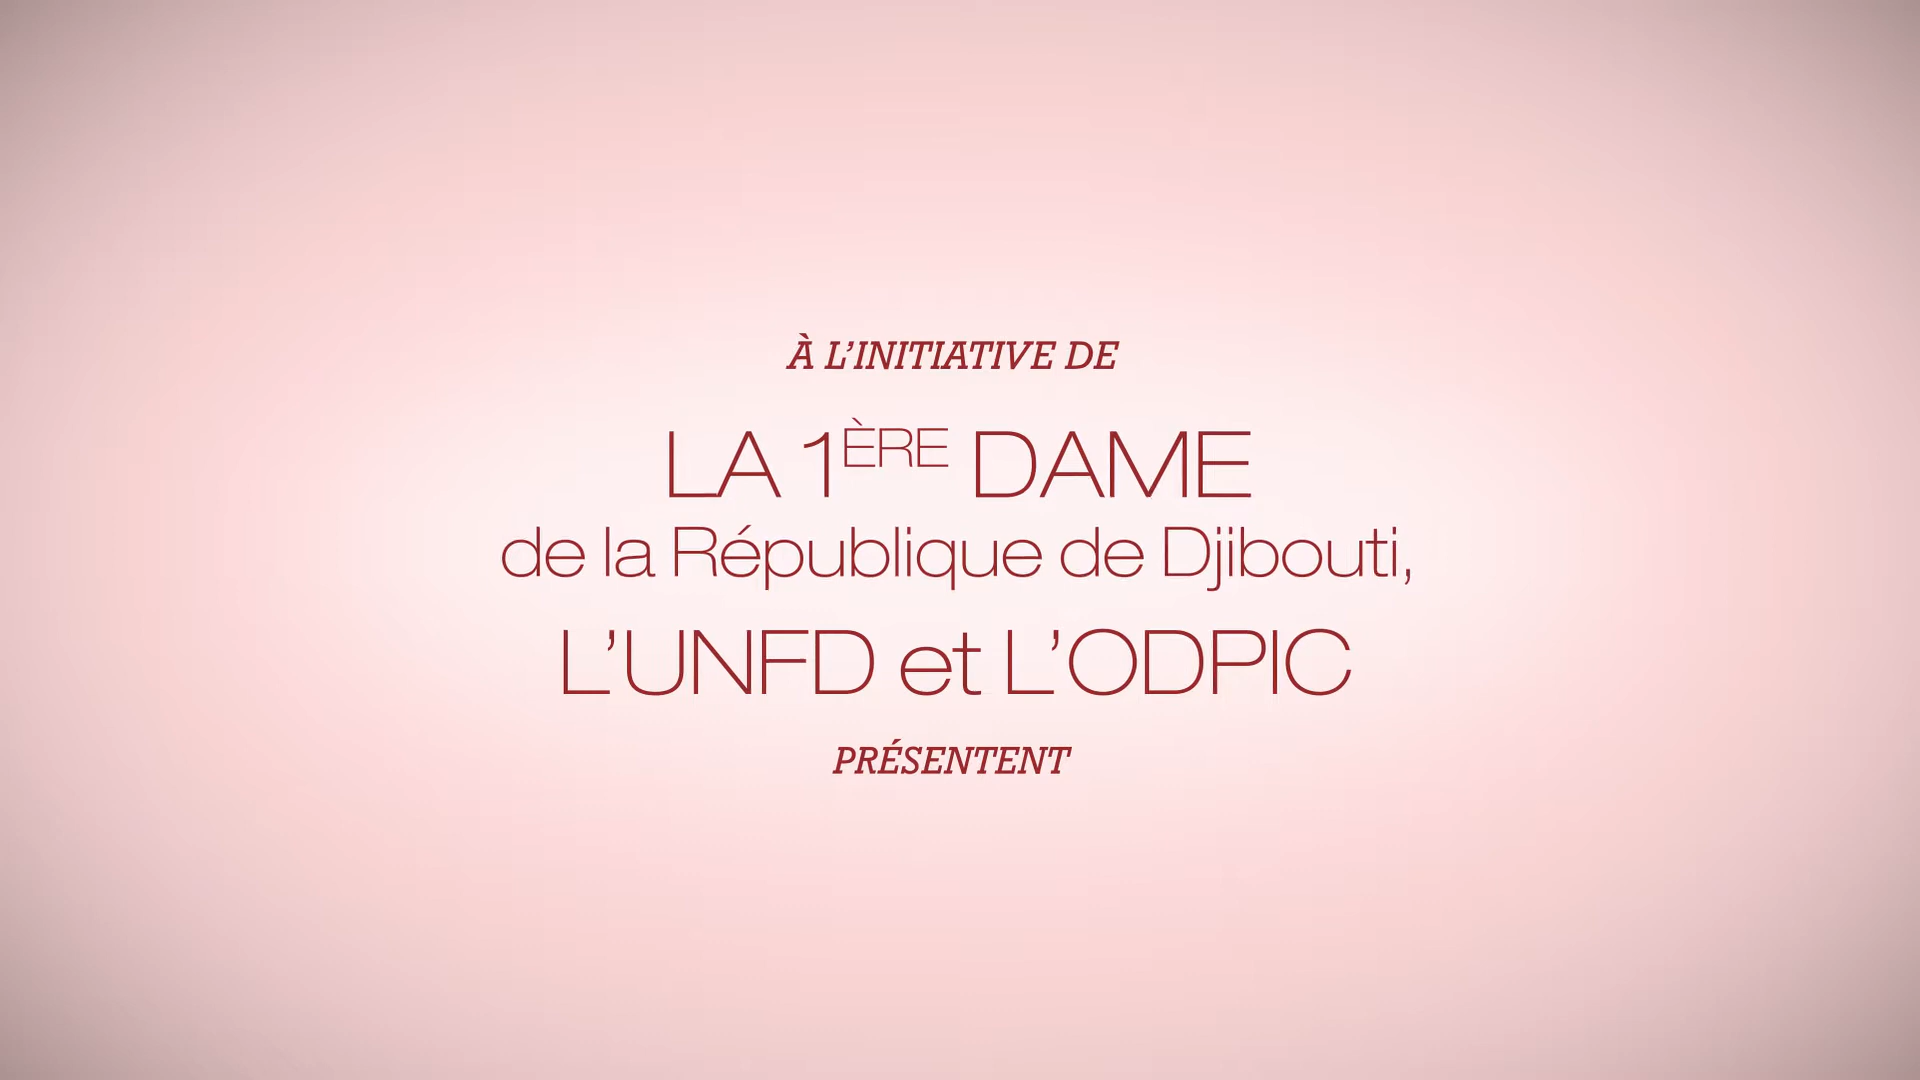 À L’INITIATIVE DE
LA 1ÈRE DAME
de la République de Djibouti,
L’UNFD et L’ODPIC
PRÉSENTENT